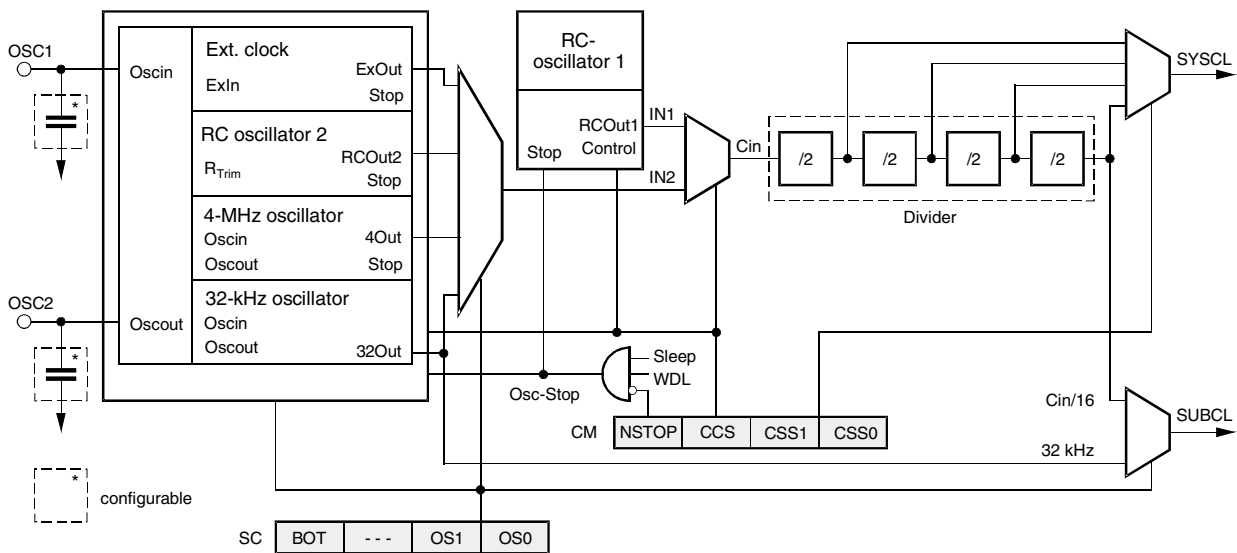 OSC1
Oscin
Ext. clock
ExIn
ExOut
Stop
RC oscillator 2
RTrim
RCOut2
Stop
4-MHz oscillator
Oscin
Oscout
4Out
Stop
32-kHz oscillator
Oscin
Oscout
32Out
OSC2
Oscout
*
*
*
configurable
RC-
oscillator 1
RCOut1
Control
Stop
IN1
IN2
Cin
/2
/2
/2
/2
Divider
SYSCL
Sleep
WDL
Osc-Stop
CM
NSTOP
CCS
CSS1
CSS0
Cin/16
32 kHz
SUBCL
SC
BOT
- - -
OS1
OS0